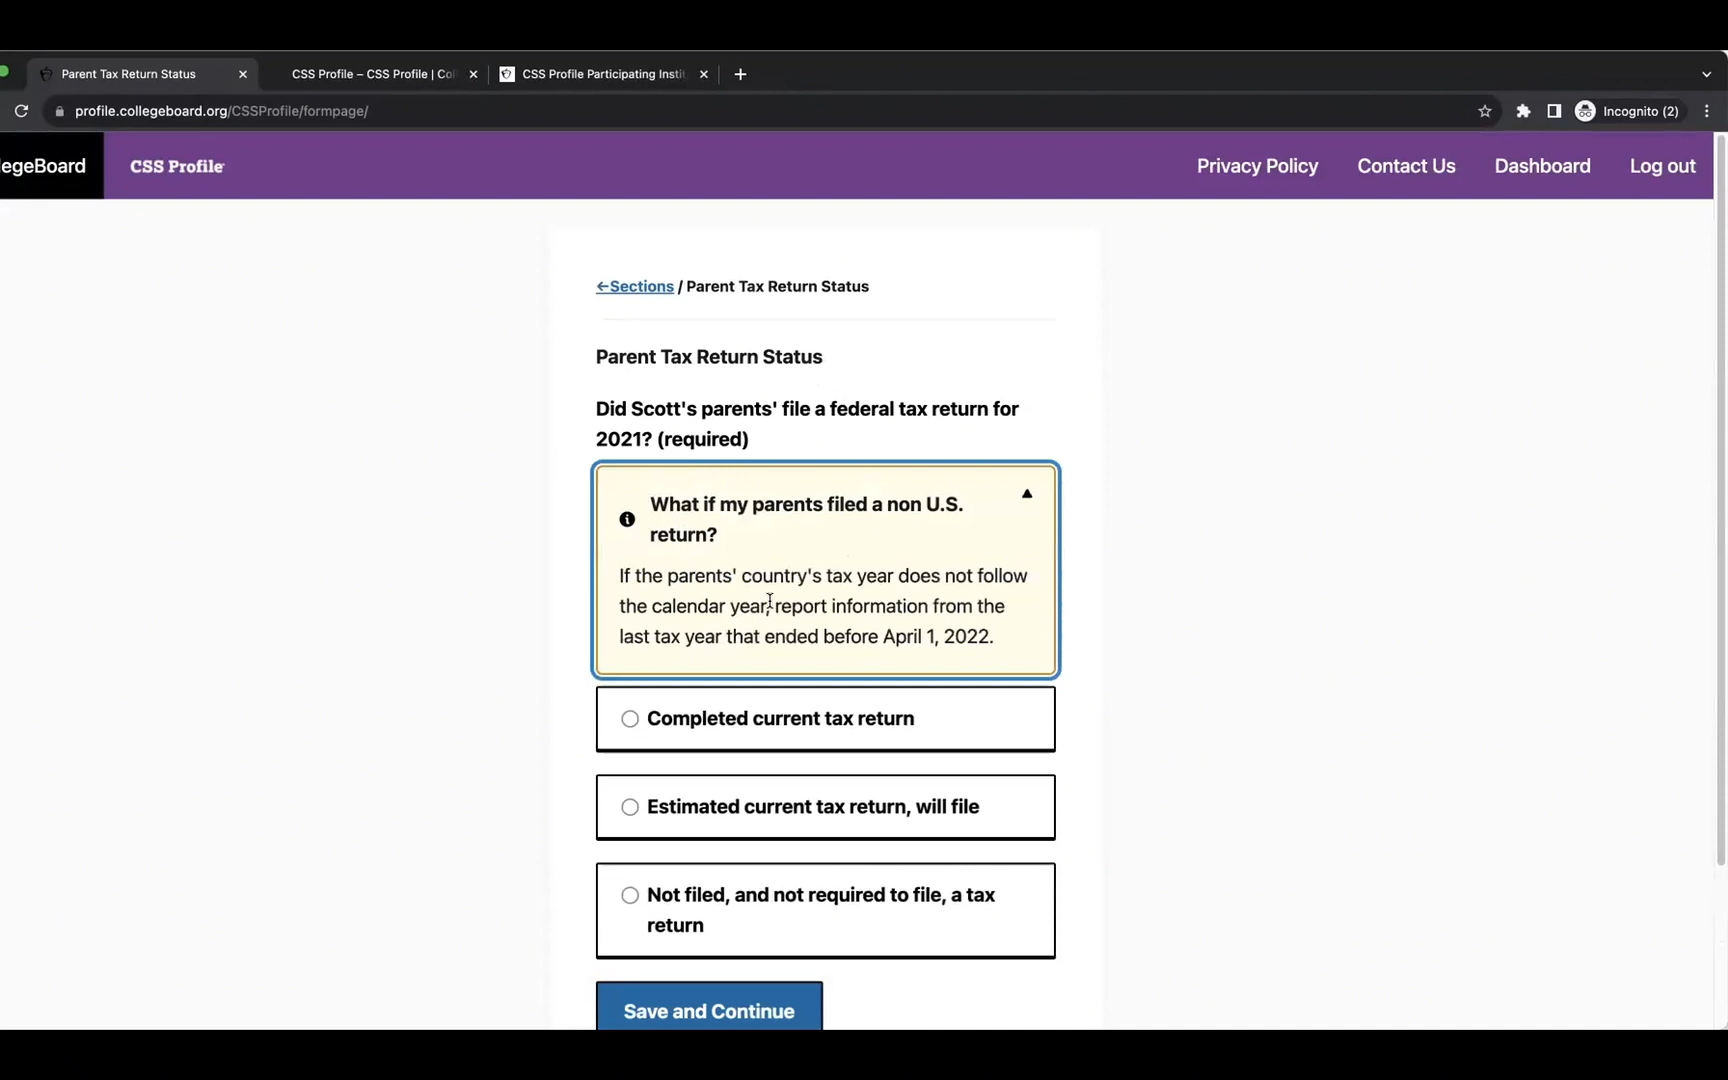 Parent Tax Return Status
CSS Profile – CSS Profile | Co
CSS Profile Participating Insti
profile.collegeboard.org/CSSProfile/formpage/
Incognito (2)
legeBoard
CSS Profile
Privacy Policy
Contact Us
Dashboard
Log out
←Sections / Parent Tax Return Status
Parent Tax Return Status
Did Scott's parents' file a federal tax return for
2021? (required)
What if my parents filed a non U.S.
return?
If the parents' country's tax year does not follow
the calendar year, report information from the
last tax year that ended before April 1, 2022.
Completed current tax return
Estimated current tax return, will file
Not filed, and not required to file, a tax
return
Save and Continue